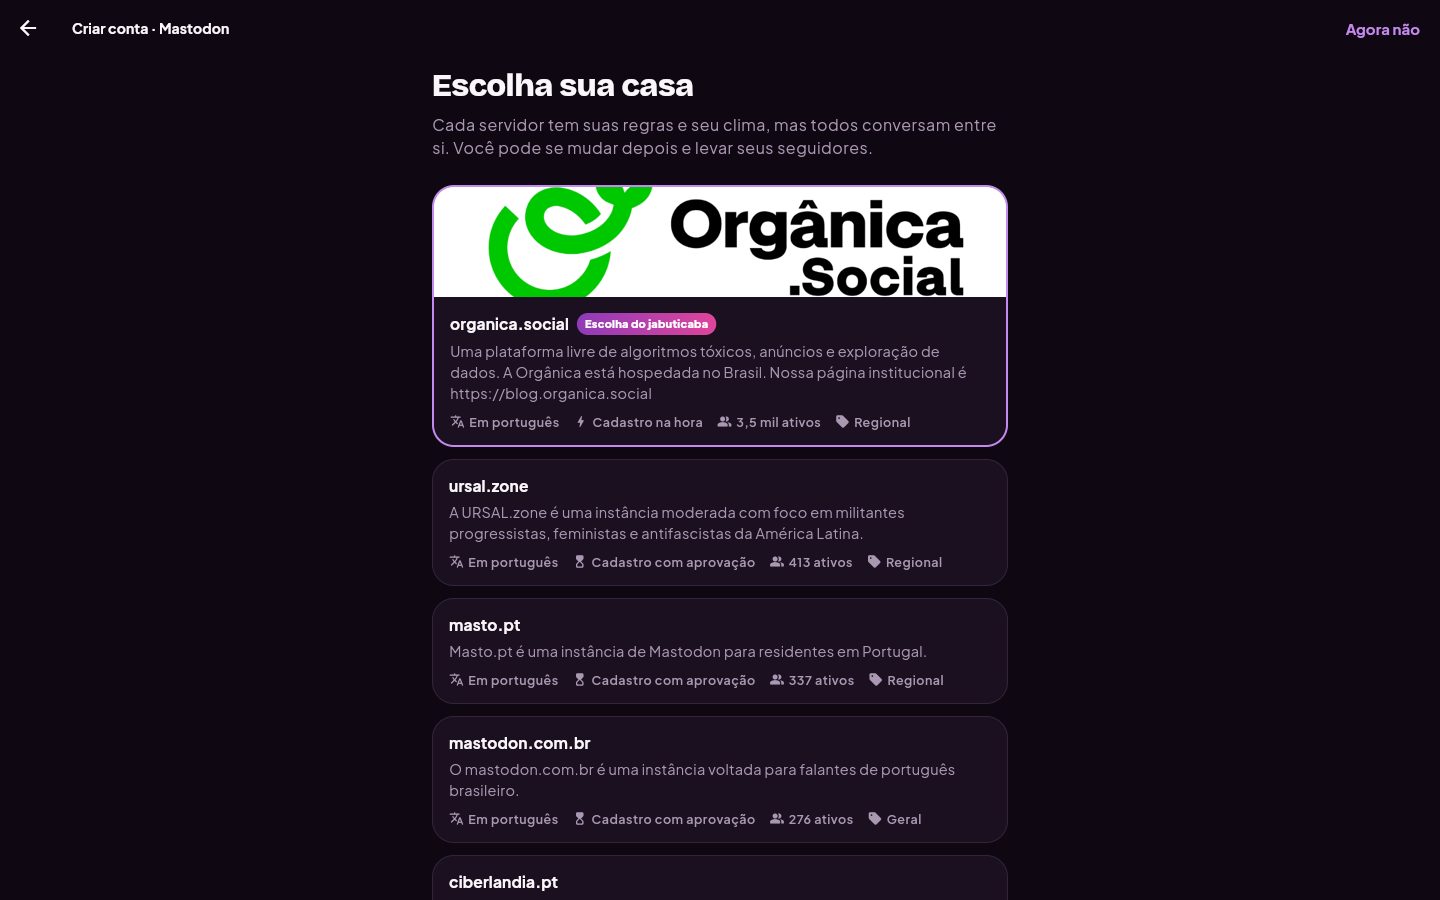 Criar conta · Mastodon
Agora não
Escolha sua casa
Cada servidor tem suas regras e seu clima, mas todos conversam entre
si. Você pode se mudar depois e levar seus seguidores.
Orgânica
.Social
organica.social
Escolha do jabuticaba
Uma plataforma livre de algoritmos tóxicos, anúncios e exploração de
dados. A Orgânica está hospedada no Brasil. Nossa página institucional é
https://blog.organica.social
Em português Cadastro na hora 3,5 mil ativos Regional
ursal.zone
A URSAL.zone é uma instância moderada com foco em militantes
progressistas, feministas e antifascistas da América Latina.
Em português Cadastro com aprovação 413 ativos Regional
masto.pt
Masto.pt é uma instância de Mastodon para residentes em Portugal.
Em português Cadastro com aprovação 337 ativos Regional
mastodon.com.br
O mastodon.com.br é uma instância voltada para falantes de português
brasileiro.
Em português Cadastro com aprovação 276 ativos Geral
ciberlandia.pt